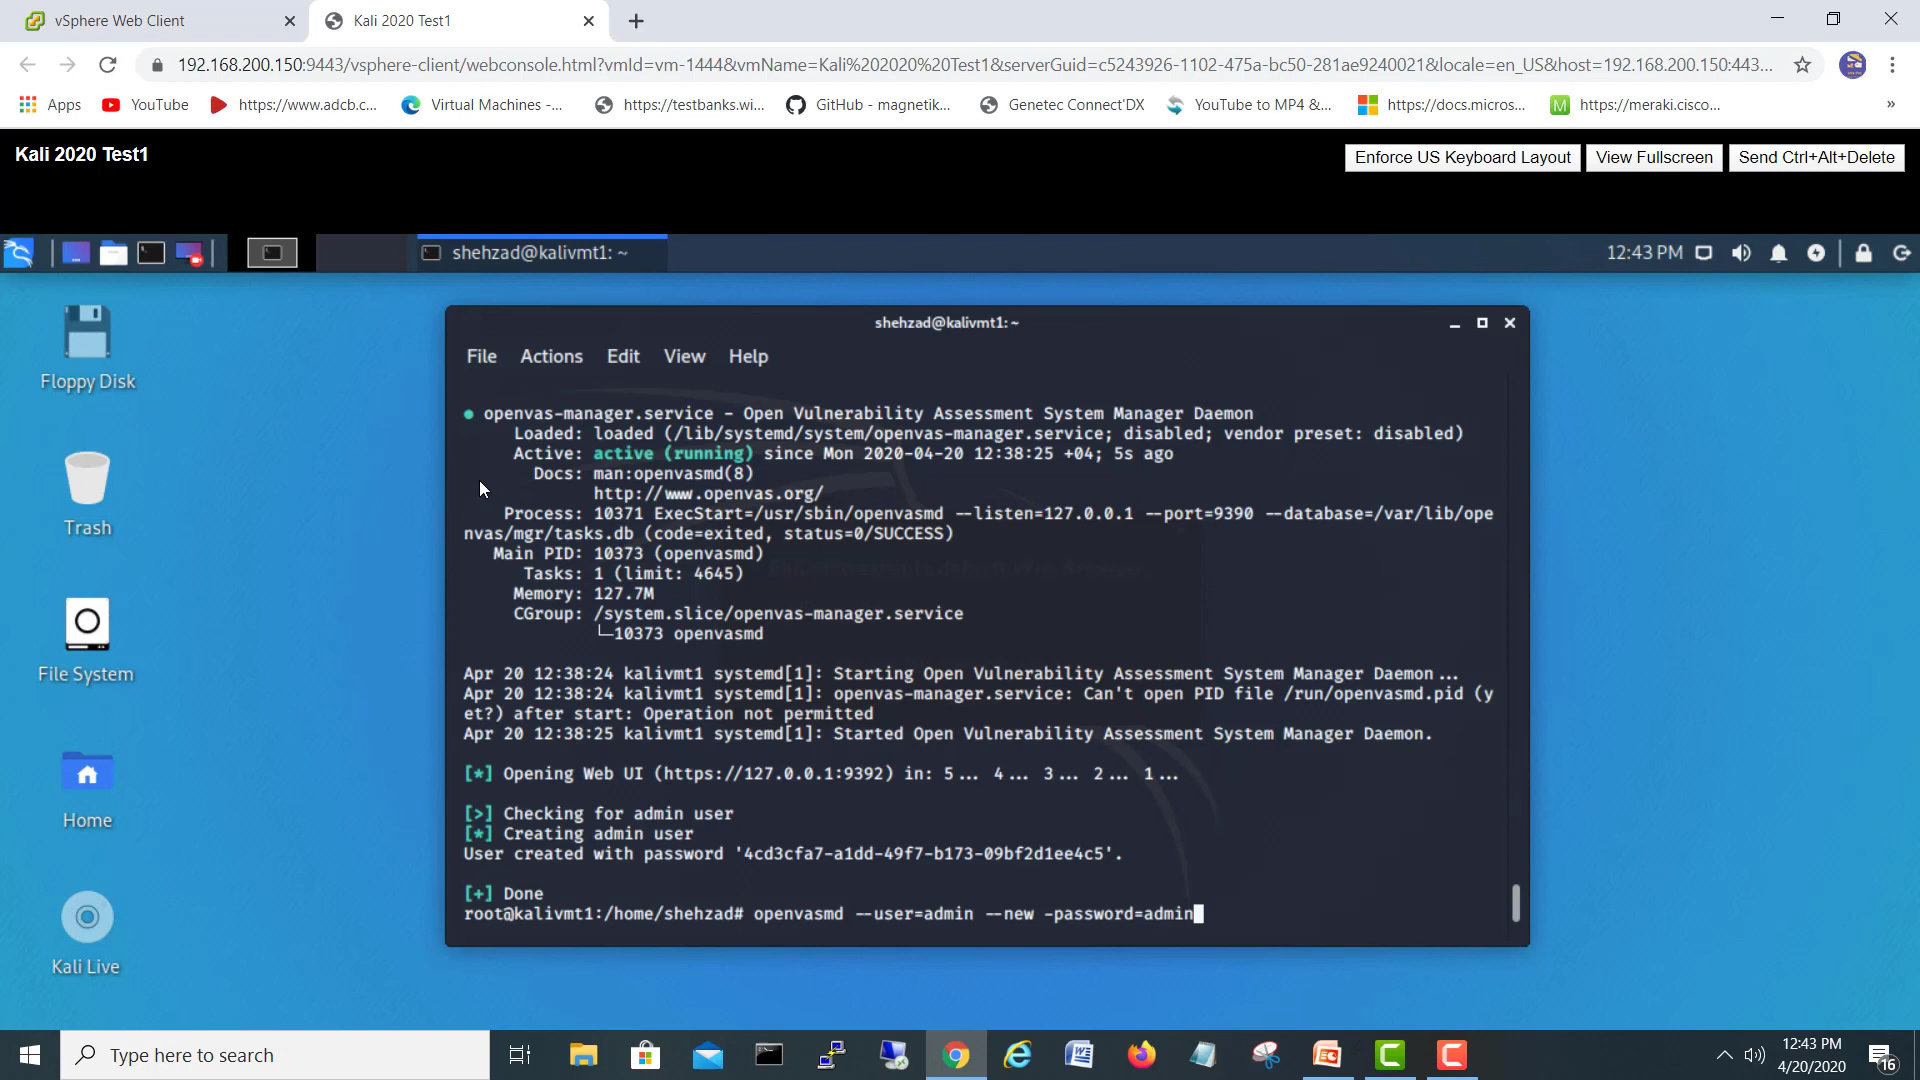 vSphere Web Client
Kali 2020 Test1
192.168.200.150:9443/vsphere-client/webconsole.html?vmId=vm-1444&vmName=Kali%202020%20Test1&serverGuid=c5243926-1102-475a-bc50-281ae9240021&locale=en_US&host=192.168.200.150:443...
Apps YouTube https://www.adcb.c... Virtual Machines -... https://testbanks.wi... GitHub - magnetik... Genetec Connect'DX YouTube to MP4 &... https://docs.micros... https://meraki.cisco... »
Kali 2020 Test1
Enforce US Keyboard Layout View Fullscreen Send Ctrl+Alt+Delete
shehzad@kalivmt1: ~
12:43 PM
Floppy Disk
Trash
File System
Home
Kali Live
shehzad@kalivmt1: ~
File Actions Edit View Help
● openvas-manager.service - Open Vulnerability Assessment System Manager Daemon
Loaded: loaded (/lib/systemd/system/openvas-manager.service; disabled; vendor preset: disabled)
Active: active (running) since Mon 2020-04-20 12:38:25 +04; 5s ago
Docs: man:openvasmd(8)
http://www.openvas.org/
Process: 10371 ExecStart=/usr/sbin/openvasmd --listen=127.0.0.1 --port=9390 --database=/var/lib/ope
nvas/mgr/tasks.db (code=exited, status=0/SUCCESS)
Main PID: 10373 (openvasmd)
Tasks: 1 (limit: 4645)
Memory: 127.7M
CGroup: /system.slice/openvas-manager.service
└─10373 openvasmd
Apr 20 12:38:24 kalivmt1 systemd[1]: Starting Open Vulnerability Assessment System Manager Daemon...
Apr 20 12:38:24 kalivmt1 systemd[1]: openvas-manager.service: Can't open PID file /run/openvasmd.pid (y
et?) after start: Operation not permitted
Apr 20 12:38:25 kalivmt1 systemd[1]: Started Open Vulnerability Assessment System Manager Daemon.
[*] Opening Web UI (https://127.0.0.1:9392) in: 5... 4... 3... 2... 1...
[>] Checking for admin user
[*] Creating admin user
User created with password '4cd3cfa7-a1dd-49f7-b173-09bf2d1ee4c5'.
[+] Done
root@kalivmt1:/home/shehzad# openvasmd --user=admin --new -password=admin
Type here to search
12:43 PM
4/20/2020
16